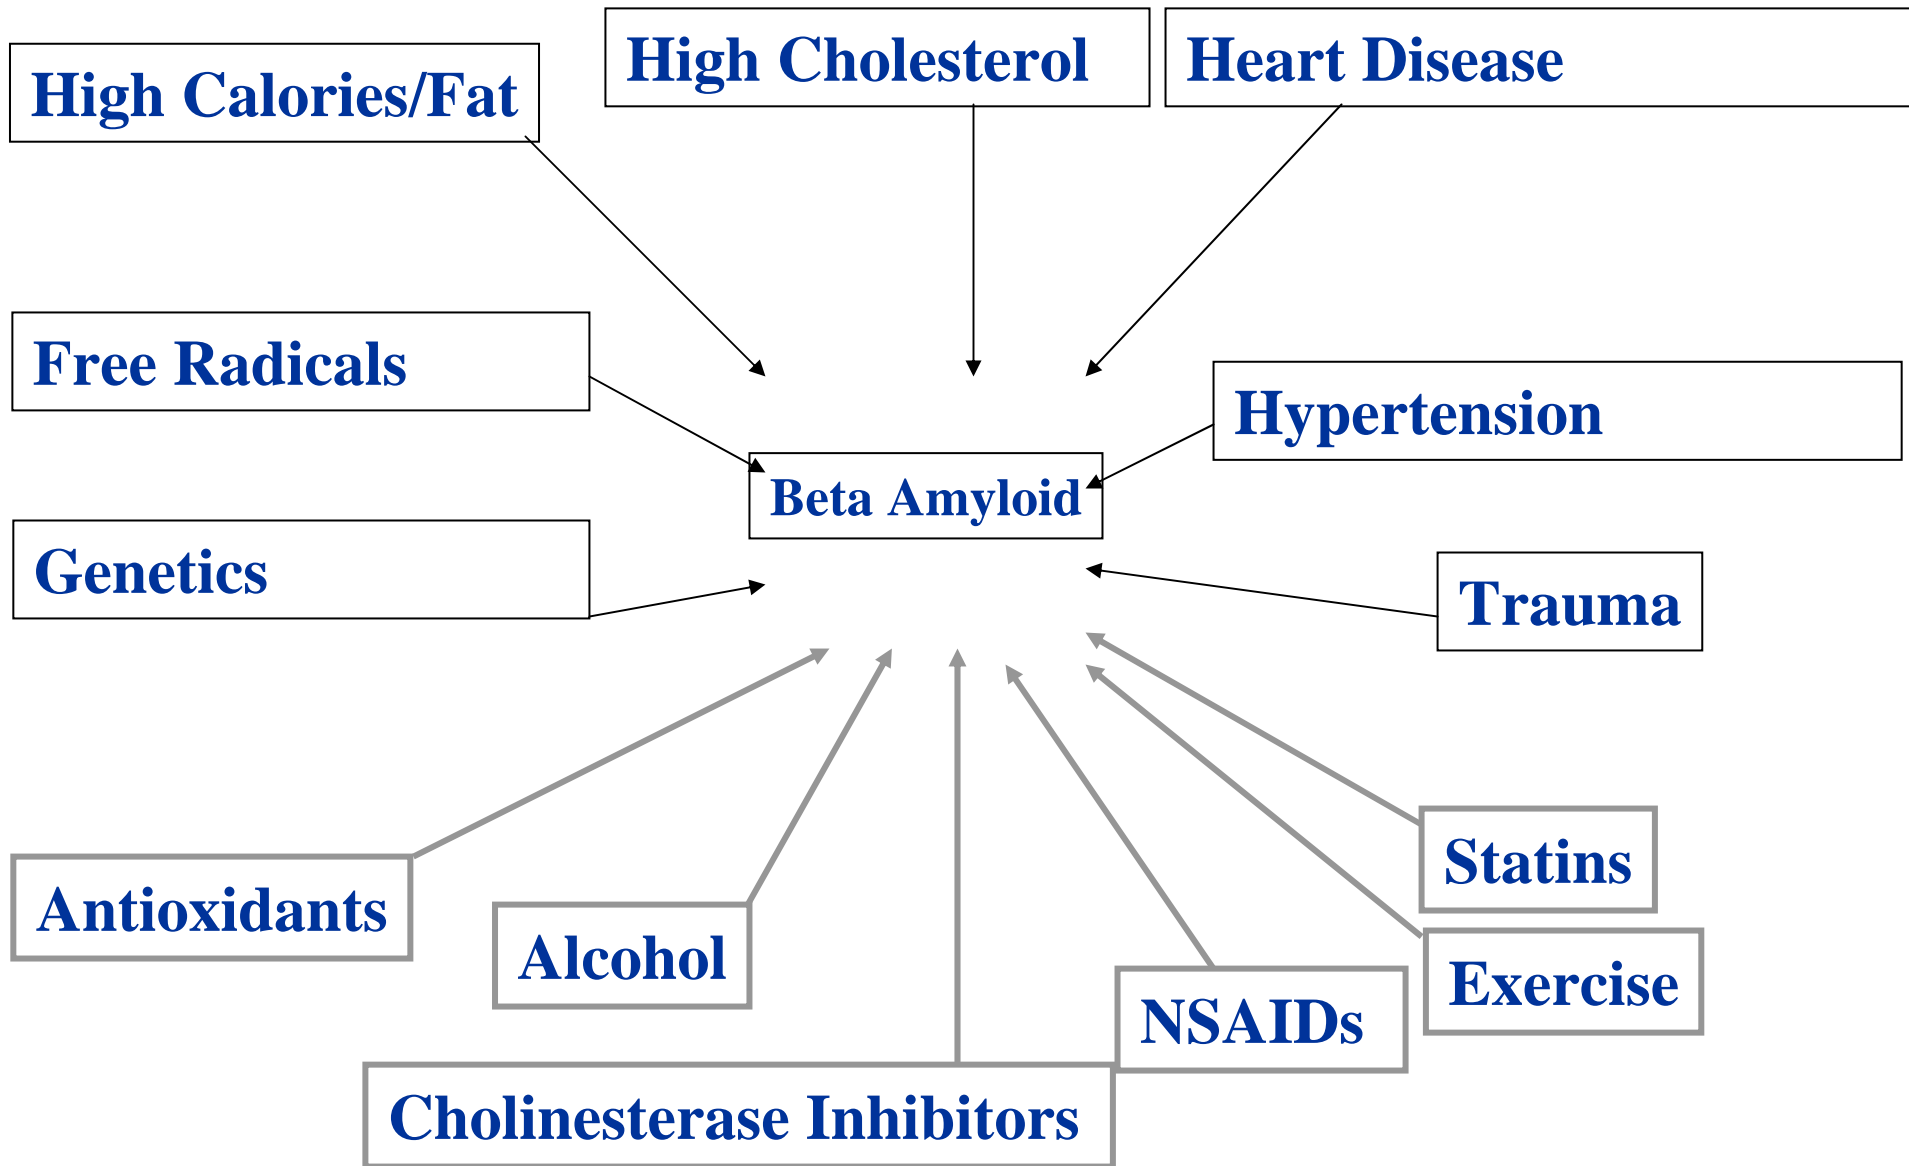 High Calories/Fat
High Cholesterol
Heart Disease
Free Radicals
Hypertension
Beta Amyloid
Genetics
Trauma
Statins
Antioxidants
Alcohol
Exercise
NSAIDs
Cholinesterase Inhibitors